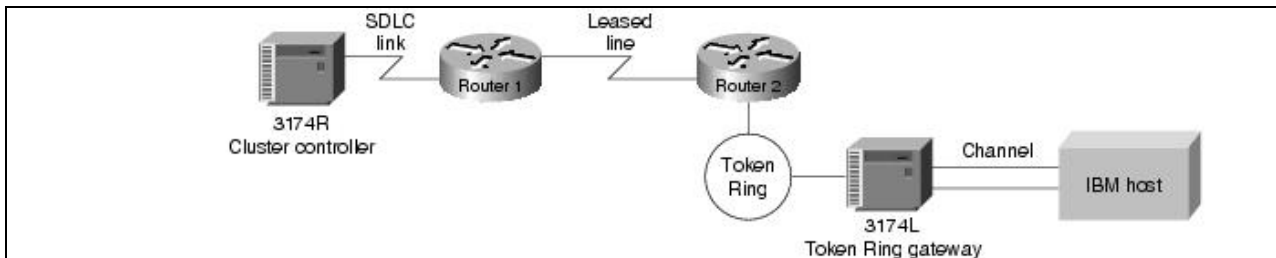 SDLC
link
Leased
line
Router 1
Router 2
3174R
Cluster controller
Token
Ring
Channel
IBM host
3174L
Token Ring gateway